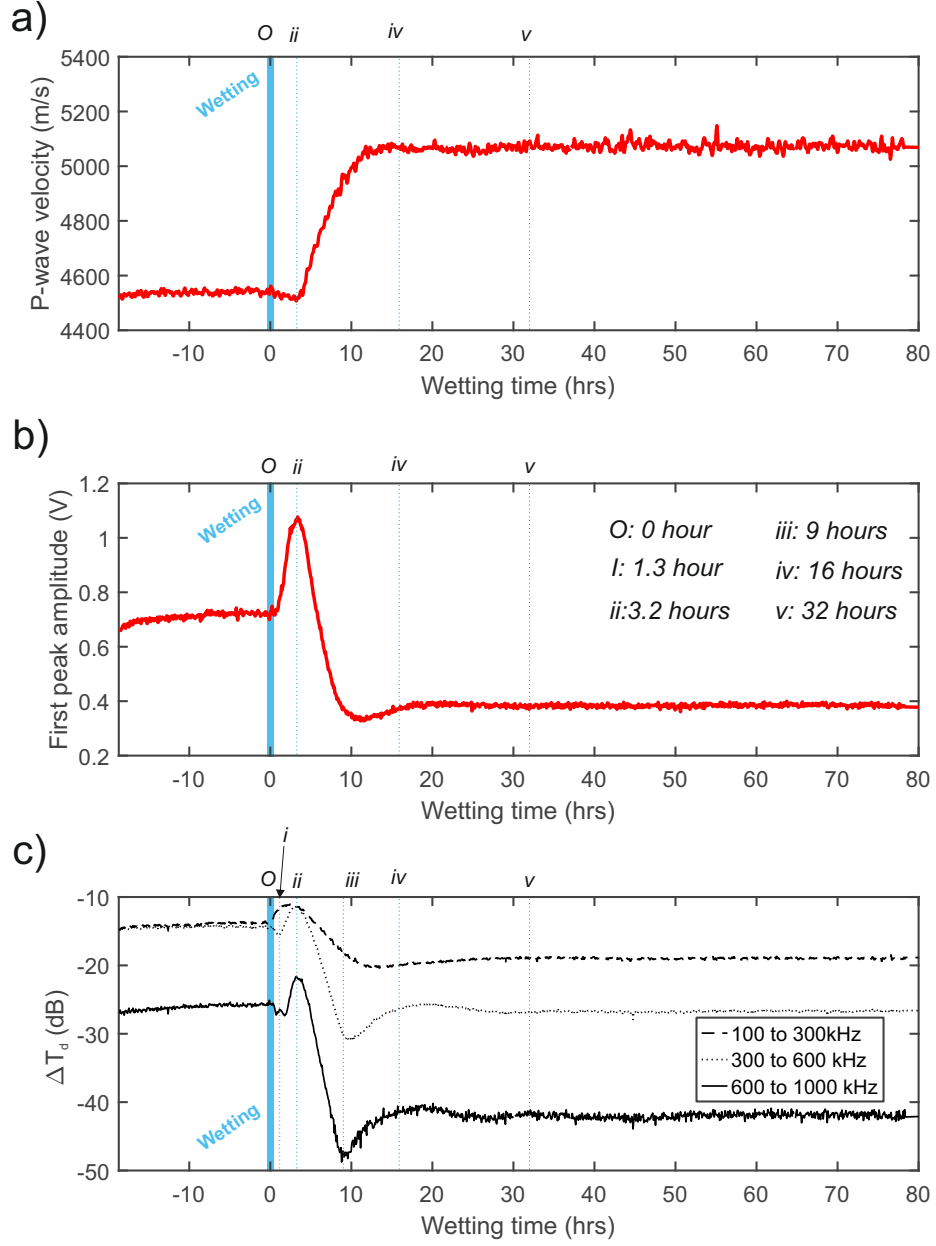 a)
O ii iv v
Wetting
P-wave velocity (m/s)
5400
5200
5000
4800
4600
4400
-10 0 10 20 30 40 50 60 70 80
Wetting time (hrs)
b)
O ii iv v
Wetting
First peak amplitude (V)
1.2
1
0.8
0.6
0.4
0.2
O: 0 hour iii: 9 hours
I: 1.3 hour iv: 16 hours
ii:3.2 hours v: 32 hours
-10 0 10 20 30 40 50 60 70 80
Wetting time (hrs)
c)
i
O ii iii iv v
Wetting
ΔT_d (dB)
-10
-20
-30
-40
-50
100 to 300kHz
300 to 600 kHz
600 to 1000 kHz
-10 0 10 20 30 40 50 60 70 80
Wetting time (hrs)